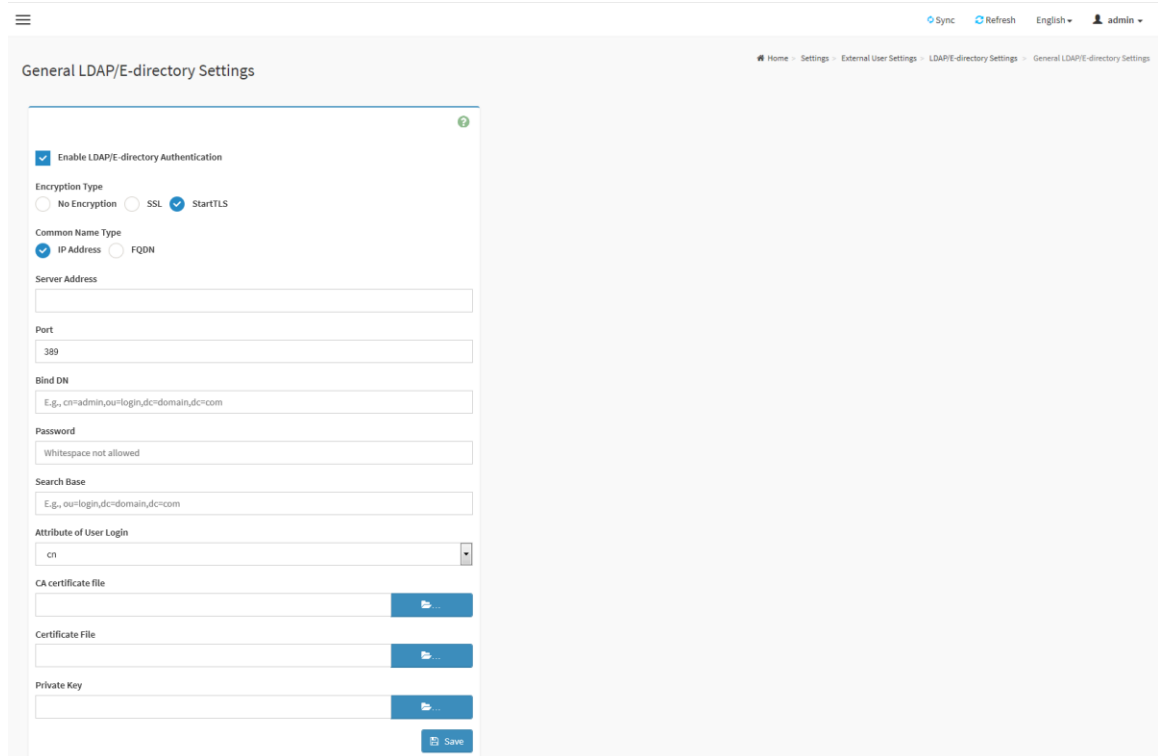 Sync Refresh English admin
Home > Settings > External User Settings > LDAP/E-directory Settings > General LDAP/E-directory Settings
General LDAP/E-directory Settings
Enable LDAP/E-directory Authentication
Encryption Type
No Encryption SSL StartTLS
Common Name Type
IP Address FQDN
Server Address
Port
389
Bind DN
E.g., cn=admin,ou=login,dc=domain,dc=com
Password
Whitespace not allowed
Search Base
E.g., ou=login,dc=domain,dc=com
Attribute of User Login
cn
CA certificate file
...
Certificate File
...
Private Key
...
Save